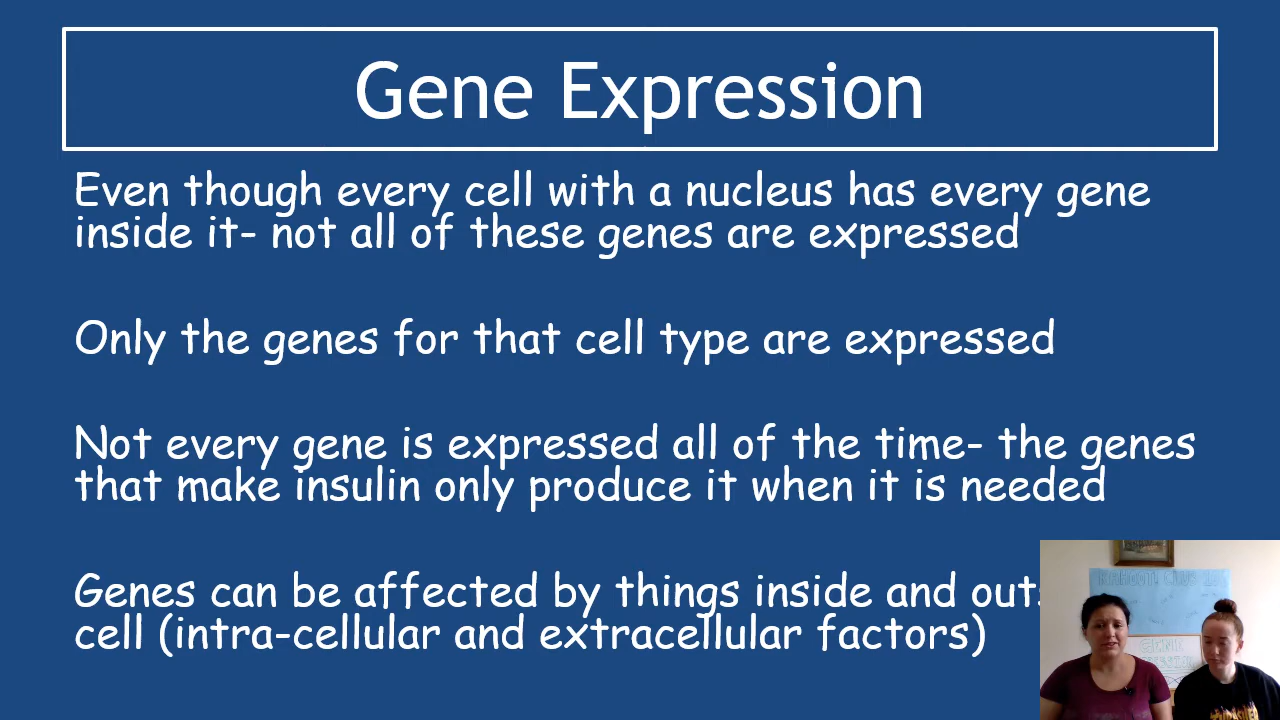 Gene Expression
Even though every cell with a nucleus has every gene
inside it- not all of these genes are expressed
Only the genes for that cell type are expressed
Not every gene is expressed all of the time- the genes
that make insulin only produce it when it is needed
Genes can be affected by things inside and
cell (intra-cellular and extracellular factors)